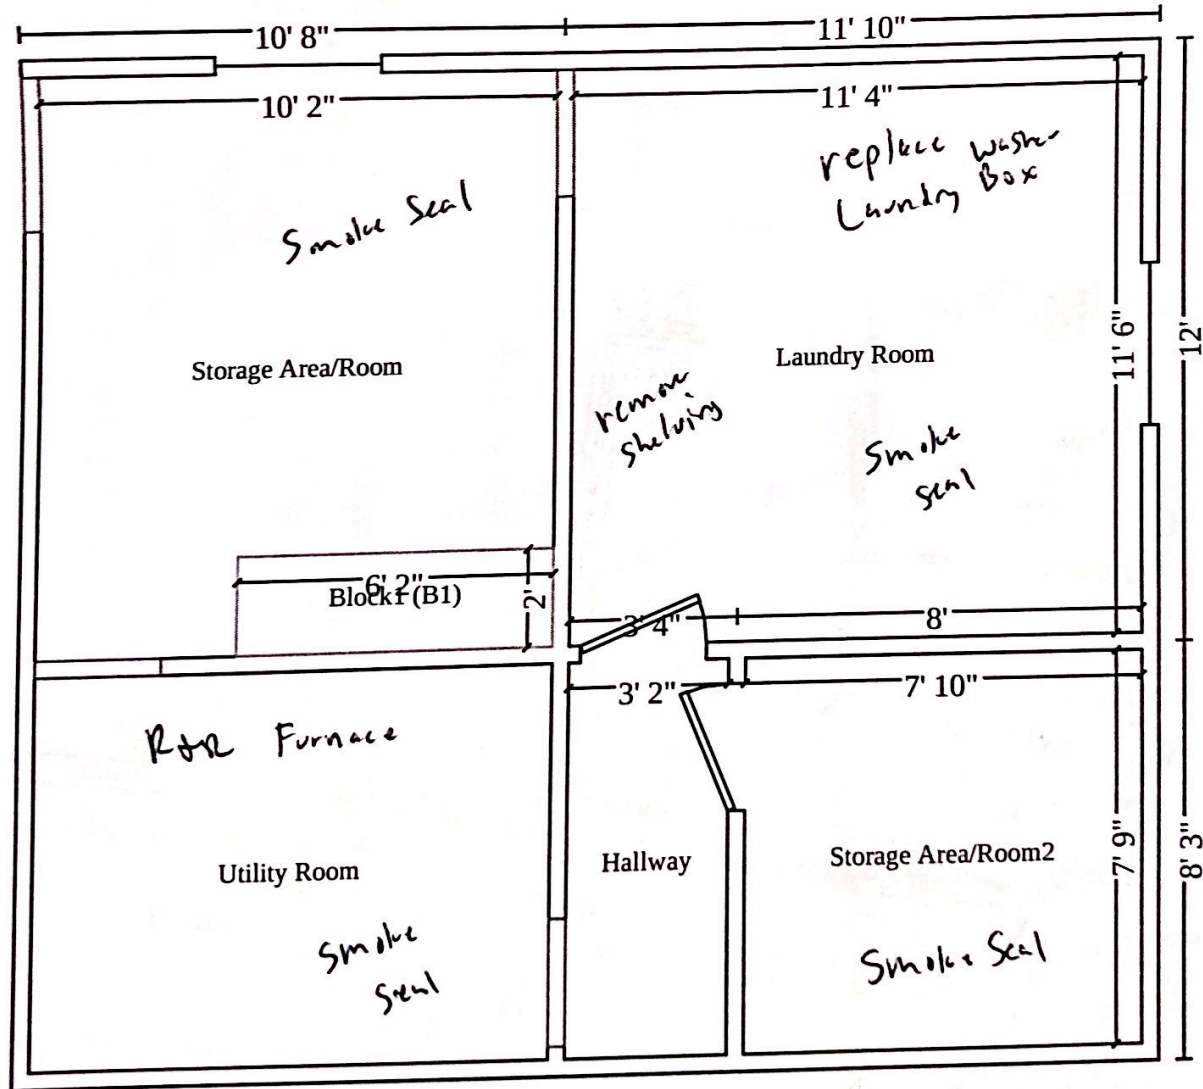 10' 8"
11' 10"
10' 2"
11' 4"
replace washer
Laundry Box
Smoke Seal
Storage Area/Room
Laundry Room
11' 6"
12'
remove
shelving
Smoke
seal
6' 2"
Block1 (B1)
2'
3' 4"
8'
3' 2"
7' 10"
R&R Furnace
Utility Room
Hallway
Storage Area/Room2
7' 9"
8' 3"
Smoke
seal
Smoke Seal